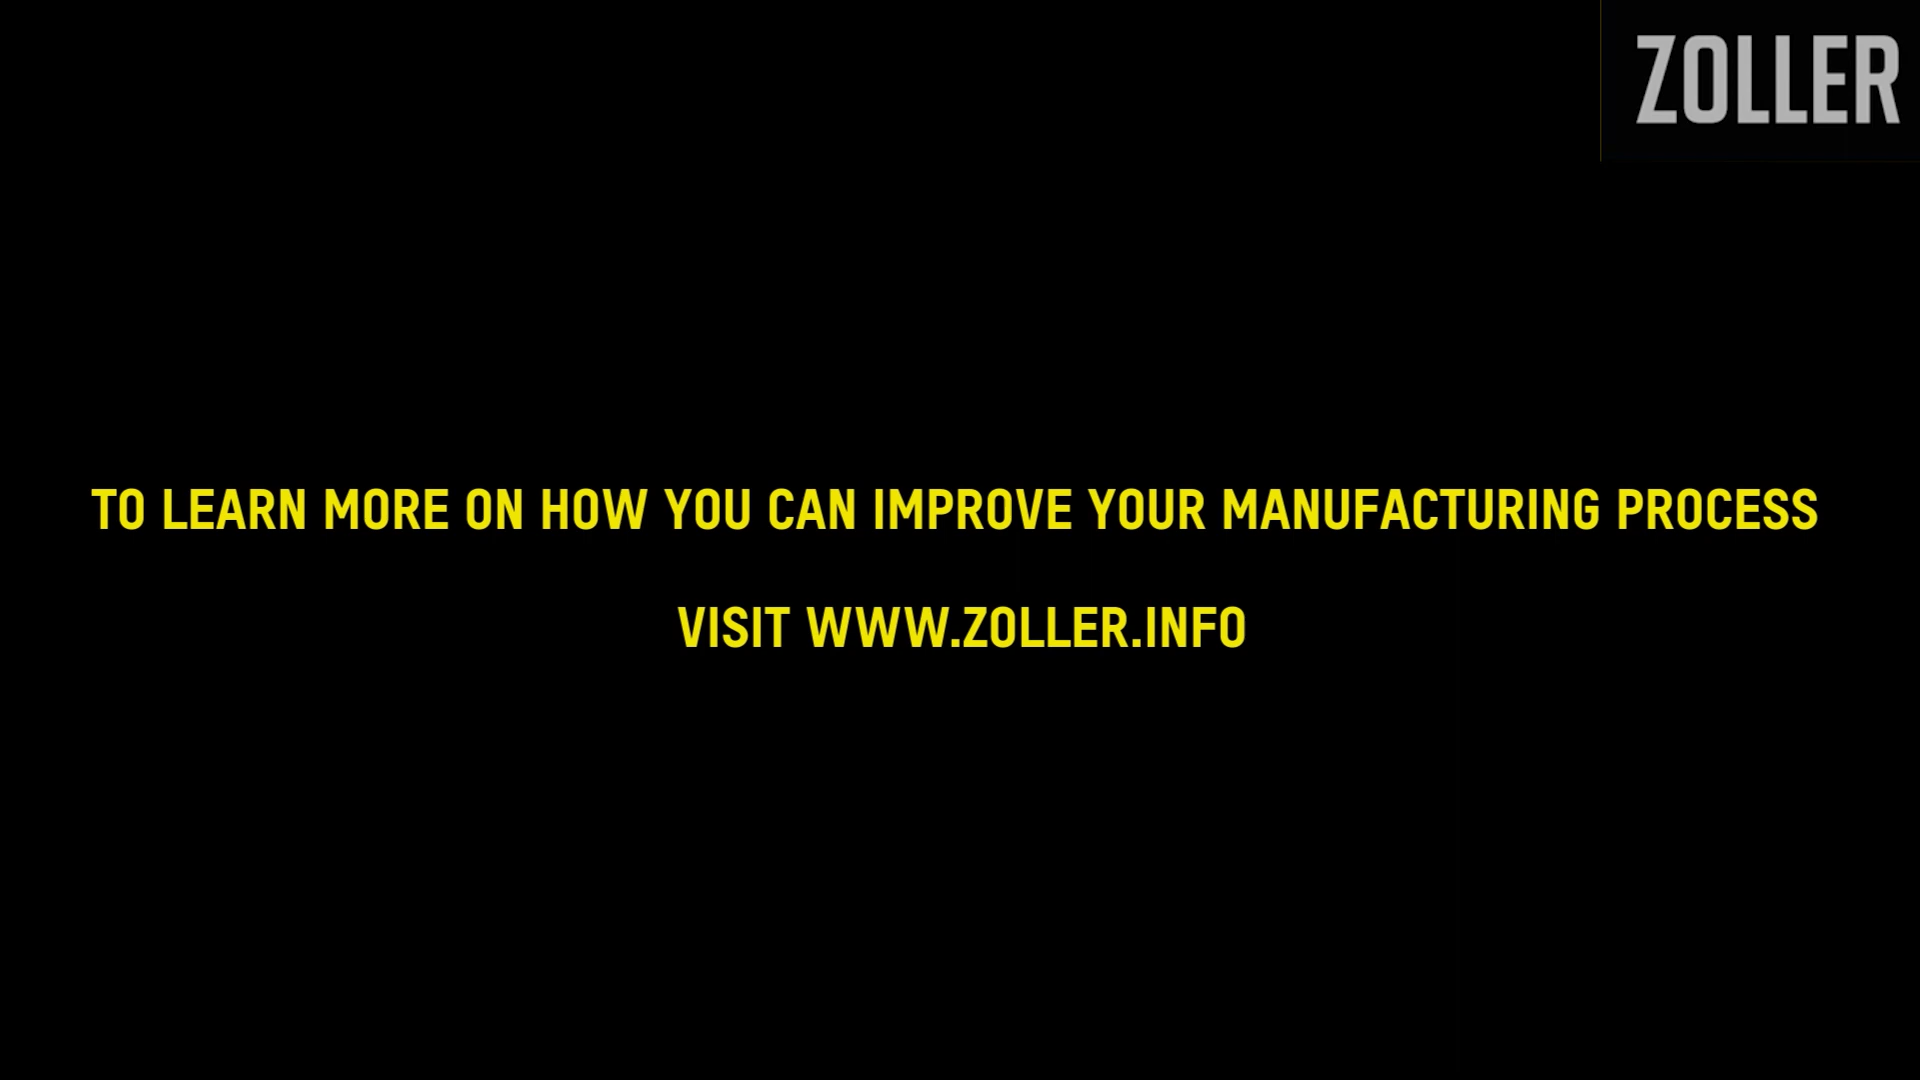 ZOLLER
TO LEARN MORE ON HOW YOU CAN IMPROVE YOUR MANUFACTURING PROCESS
VISIT WWW.ZOLLER.INFO